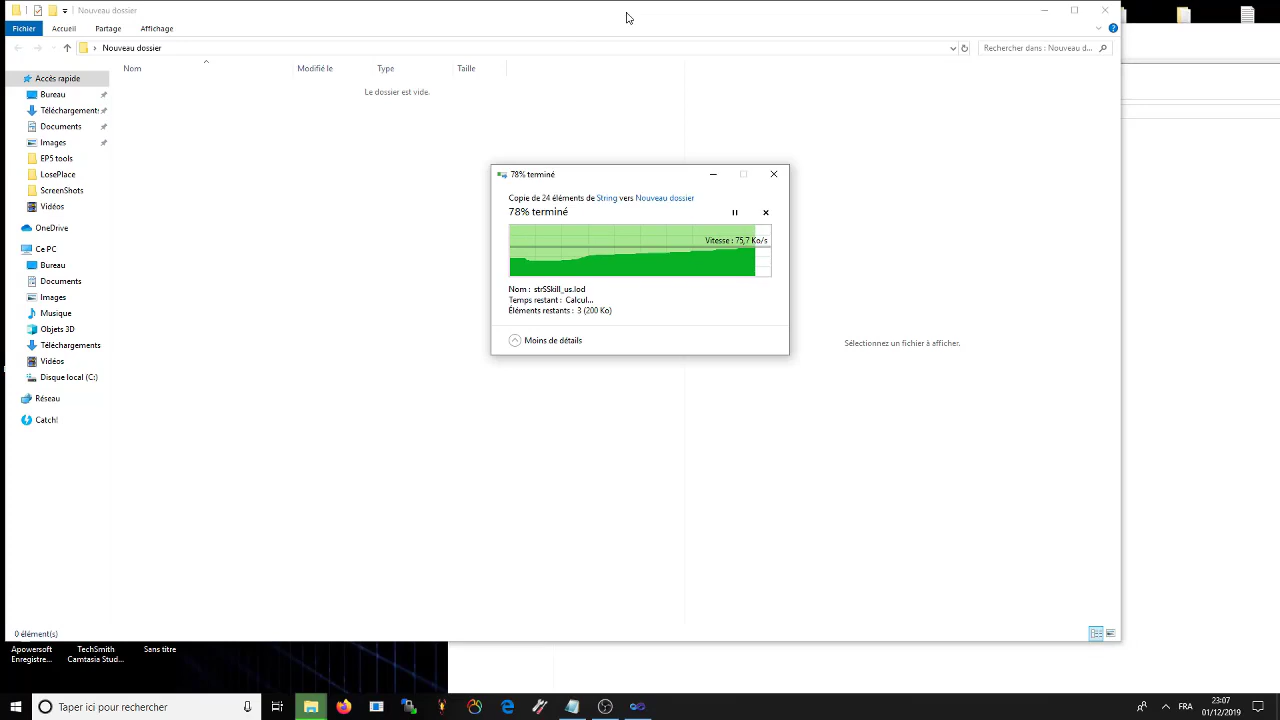 Nouveau dossier
Fichier
Accueil
Partage
Affichage
Nouveau dossier
Rechercher dans : Nouveau d...
Nom
Modifié le
Type
Taille
Le dossier est vide.
Accès rapide
Bureau
Téléchargements
Documents
Images
EP5 tools
LosePlace
ScreenShots
Vidéos
OneDrive
Ce PC
Bureau
Documents
Images
Musique
Objets 3D
Téléchargements
Vidéos
Disque local (C:)
Réseau
Catch!
78% terminé
Copie de 24 éléments de String vers Nouveau dossier
78% terminé
Vitesse : 75,7 Ko/s
Nom : strSSkill_us.lod
Temps restant : Calcul...
Éléments restants : 3 (200 Ko)
Moins de détails
Sélectionnez un fichier à afficher.
0 élément(s)
Apowersoft
Enregistre...
TechSmith
Camtasia Stud...
Sans titre
Taper ici pour rechercher
FRA
23:07
01/12/2019